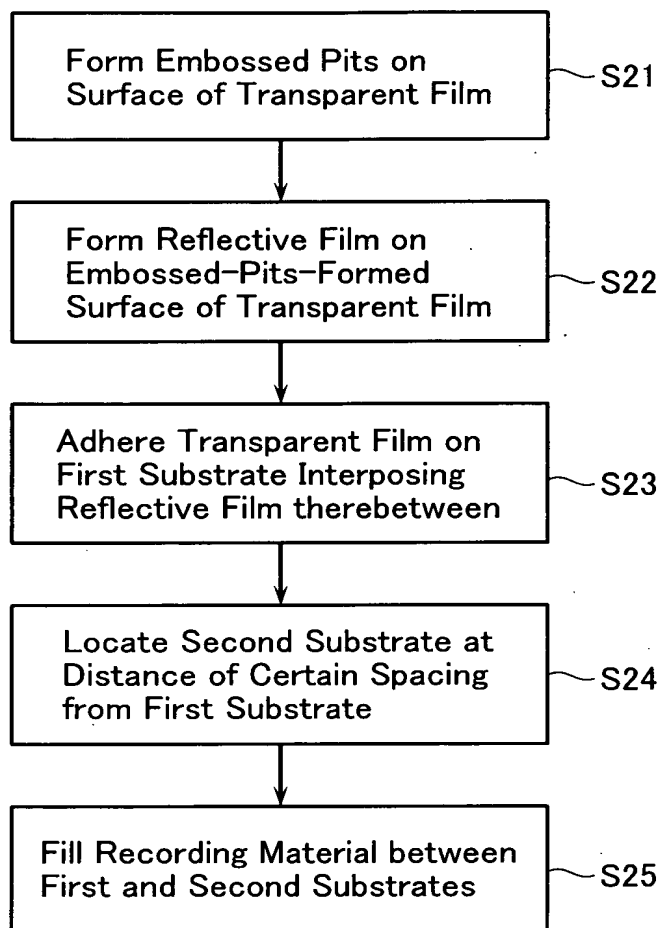 Form Embossed Pits on
Surface of Transparent Film
S21
Form Reflective Film on
Embossed-Pits-Formed
Surface of Transparent Film
S22
Adhere Transparent Film on
First Substrate Interposing
Reflective Film therebetween
S23
Locate Second Substrate at
Distance of Certain Spacing
from First Substrate
S24
Fill Recording Material between
First and Second Substrates
S25